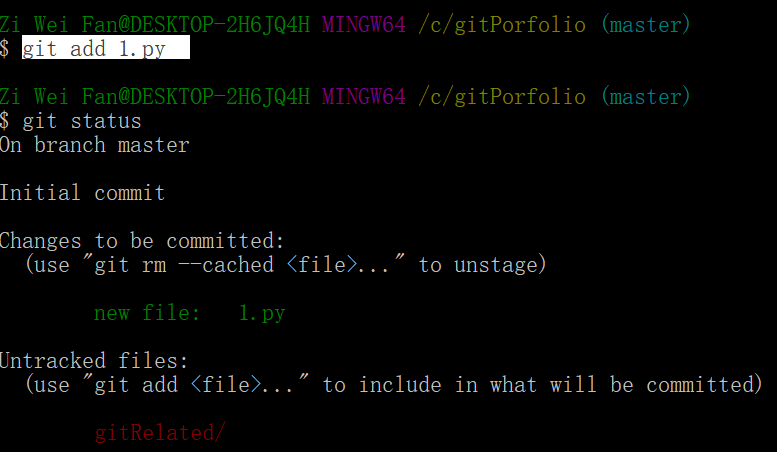 Zi Wei Fan@DESKTOP-2H6JQ4H MINGW64 /c/gitPorfolio (master)
$ git add 1.py
Zi Wei Fan@DESKTOP-2H6JQ4H MINGW64 /c/gitPorfolio (master)
$ git status
On branch master
Initial commit
Changes to be committed:
(use "git rm --cached <file>..." to unstage)
new file: 1.py
Untracked files:
(use "git add <file>..." to include in what will be committed)
gitRelated/